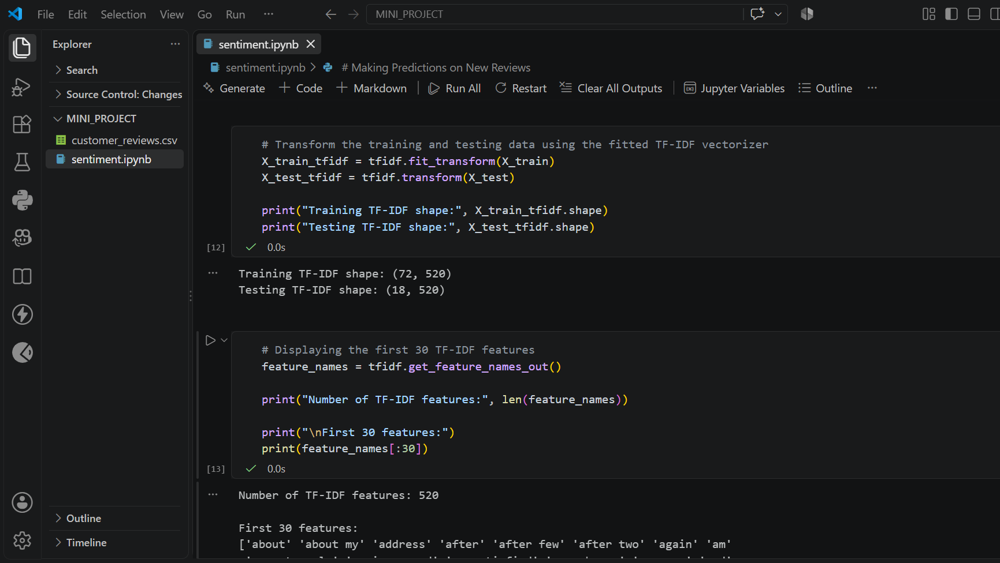 File Edit Selection View Go Run ··· MINI_PROJECT
Explorer ···
Search
Source Control: Changes
MINI_PROJECT
customer_reviews.csv
sentiment.ipynb
Outline
Timeline
sentiment.ipynb
sentiment.ipynb > # Making Predictions on New Reviews
Generate + Code + Markdown | Run All Restart Clear All Outputs | Jupyter Variables Outline ···
# Transform the training and testing data using the fitted TF-IDF vectorizer
X_train_tfidf = tfidf.fit_transform(X_train)
X_test_tfidf = tfidf.transform(X_test)
print("Training TF-IDF shape:", X_train_tfidf.shape)
print("Testing TF-IDF shape:", X_test_tfidf.shape)
[12] 0.0s
Training TF-IDF shape: (72, 520)
Testing TF-IDF shape: (18, 520)
# Displaying the first 30 TF-IDF features
feature_names = tfidf.get_feature_names_out()
print("Number of TF-IDF features:", len(feature_names))
print("\nFirst 30 features:")
print(feature_names[:30])
[13] 0.0s
Number of TF-IDF features: 520
First 30 features:
['about' 'about my' 'address' 'after' 'after few' 'after two' 'again' 'am'